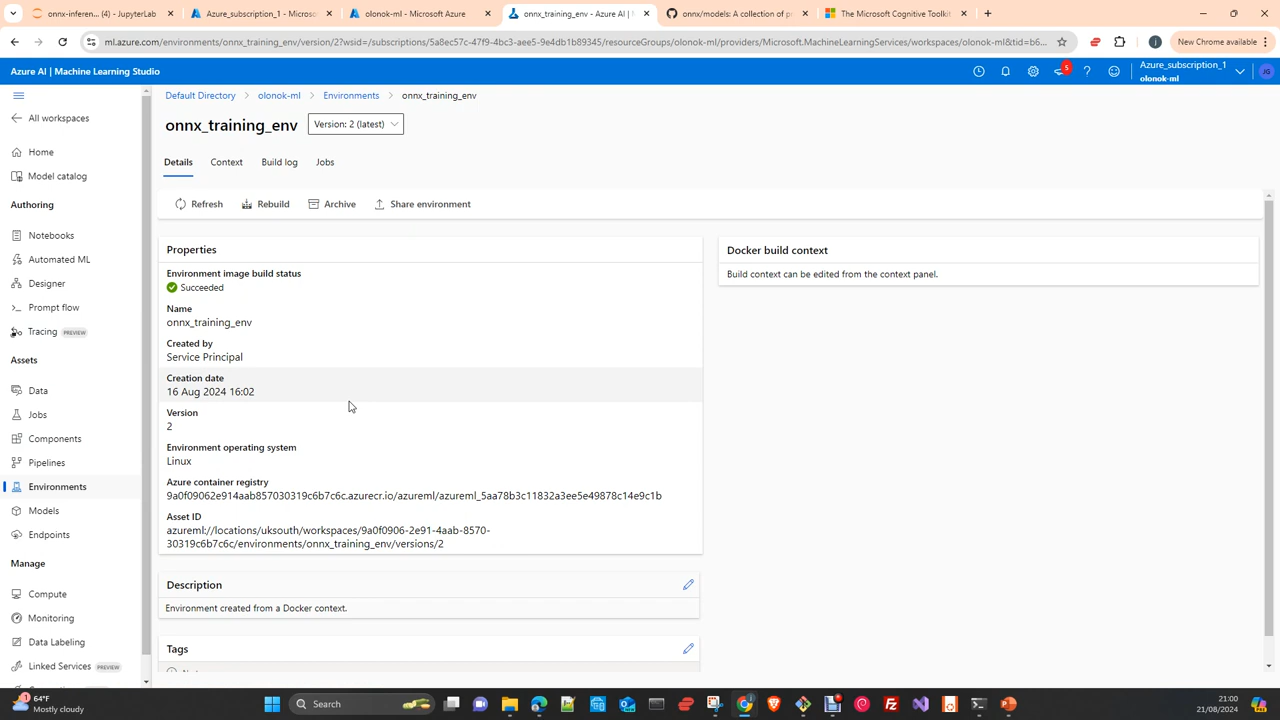 onnx-inferenc (4) - JupyterLab
Azure_subscription_1 - Microso
olonok-ml - Microsoft Azure
onnx_training_env - Azure AI | M
onnx/models: A collection of p
The Microsoft Cognitive Toolkit
ml.azure.com/environments/onnx_training_env/version/2?wsid=/subscriptions/5a8ec57c-47f9-4bc3-aee5-9e4db1b89345/resourceGroups/olonok-ml/providers/Microsoft.MachineLearningServices/workspaces/olonok-ml&tid=b6...
New Chrome available
Azure AI | Machine Learning Studio
5
Azure_subscription_1
olonok-ml
JG
All workspaces
Home
Model catalog
Authoring
Notebooks
Automated ML
Designer
Prompt flow
Tracing PREVIEW
Assets
Data
Jobs
Components
Pipelines
Environments
Models
Endpoints
Manage
Compute
Monitoring
Data Labeling
Linked Services PREVIEW
Default Directory > olonok-ml > Environments > onnx_training_env
onnx_training_env Version: 2 (latest)
Details Context Build log Jobs
Refresh Rebuild Archive Share environment
Properties
Environment image build status
Succeeded
Name
onnx_training_env
Created by
Service Principal
Creation date
16 Aug 2024 16:02
Version
2
Environment operating system
Linux
Azure container registry
9a0f09062e914aab857030319c6b7c6c.azurecr.io/azureml/azureml_5aa78b3c11832a3ee5e49878c14e9c1b
Asset ID
azureml://locations/uksouth/workspaces/9a0f0906-2e91-4aab-8570-
30319c6b7c6c/environments/onnx_training_env/versions/2
Description
Environment created from a Docker context.
Tags
Docker build context
Build context can be edited from the context panel.
64°F
Mostly cloudy
Search
21:00
21/08/2024